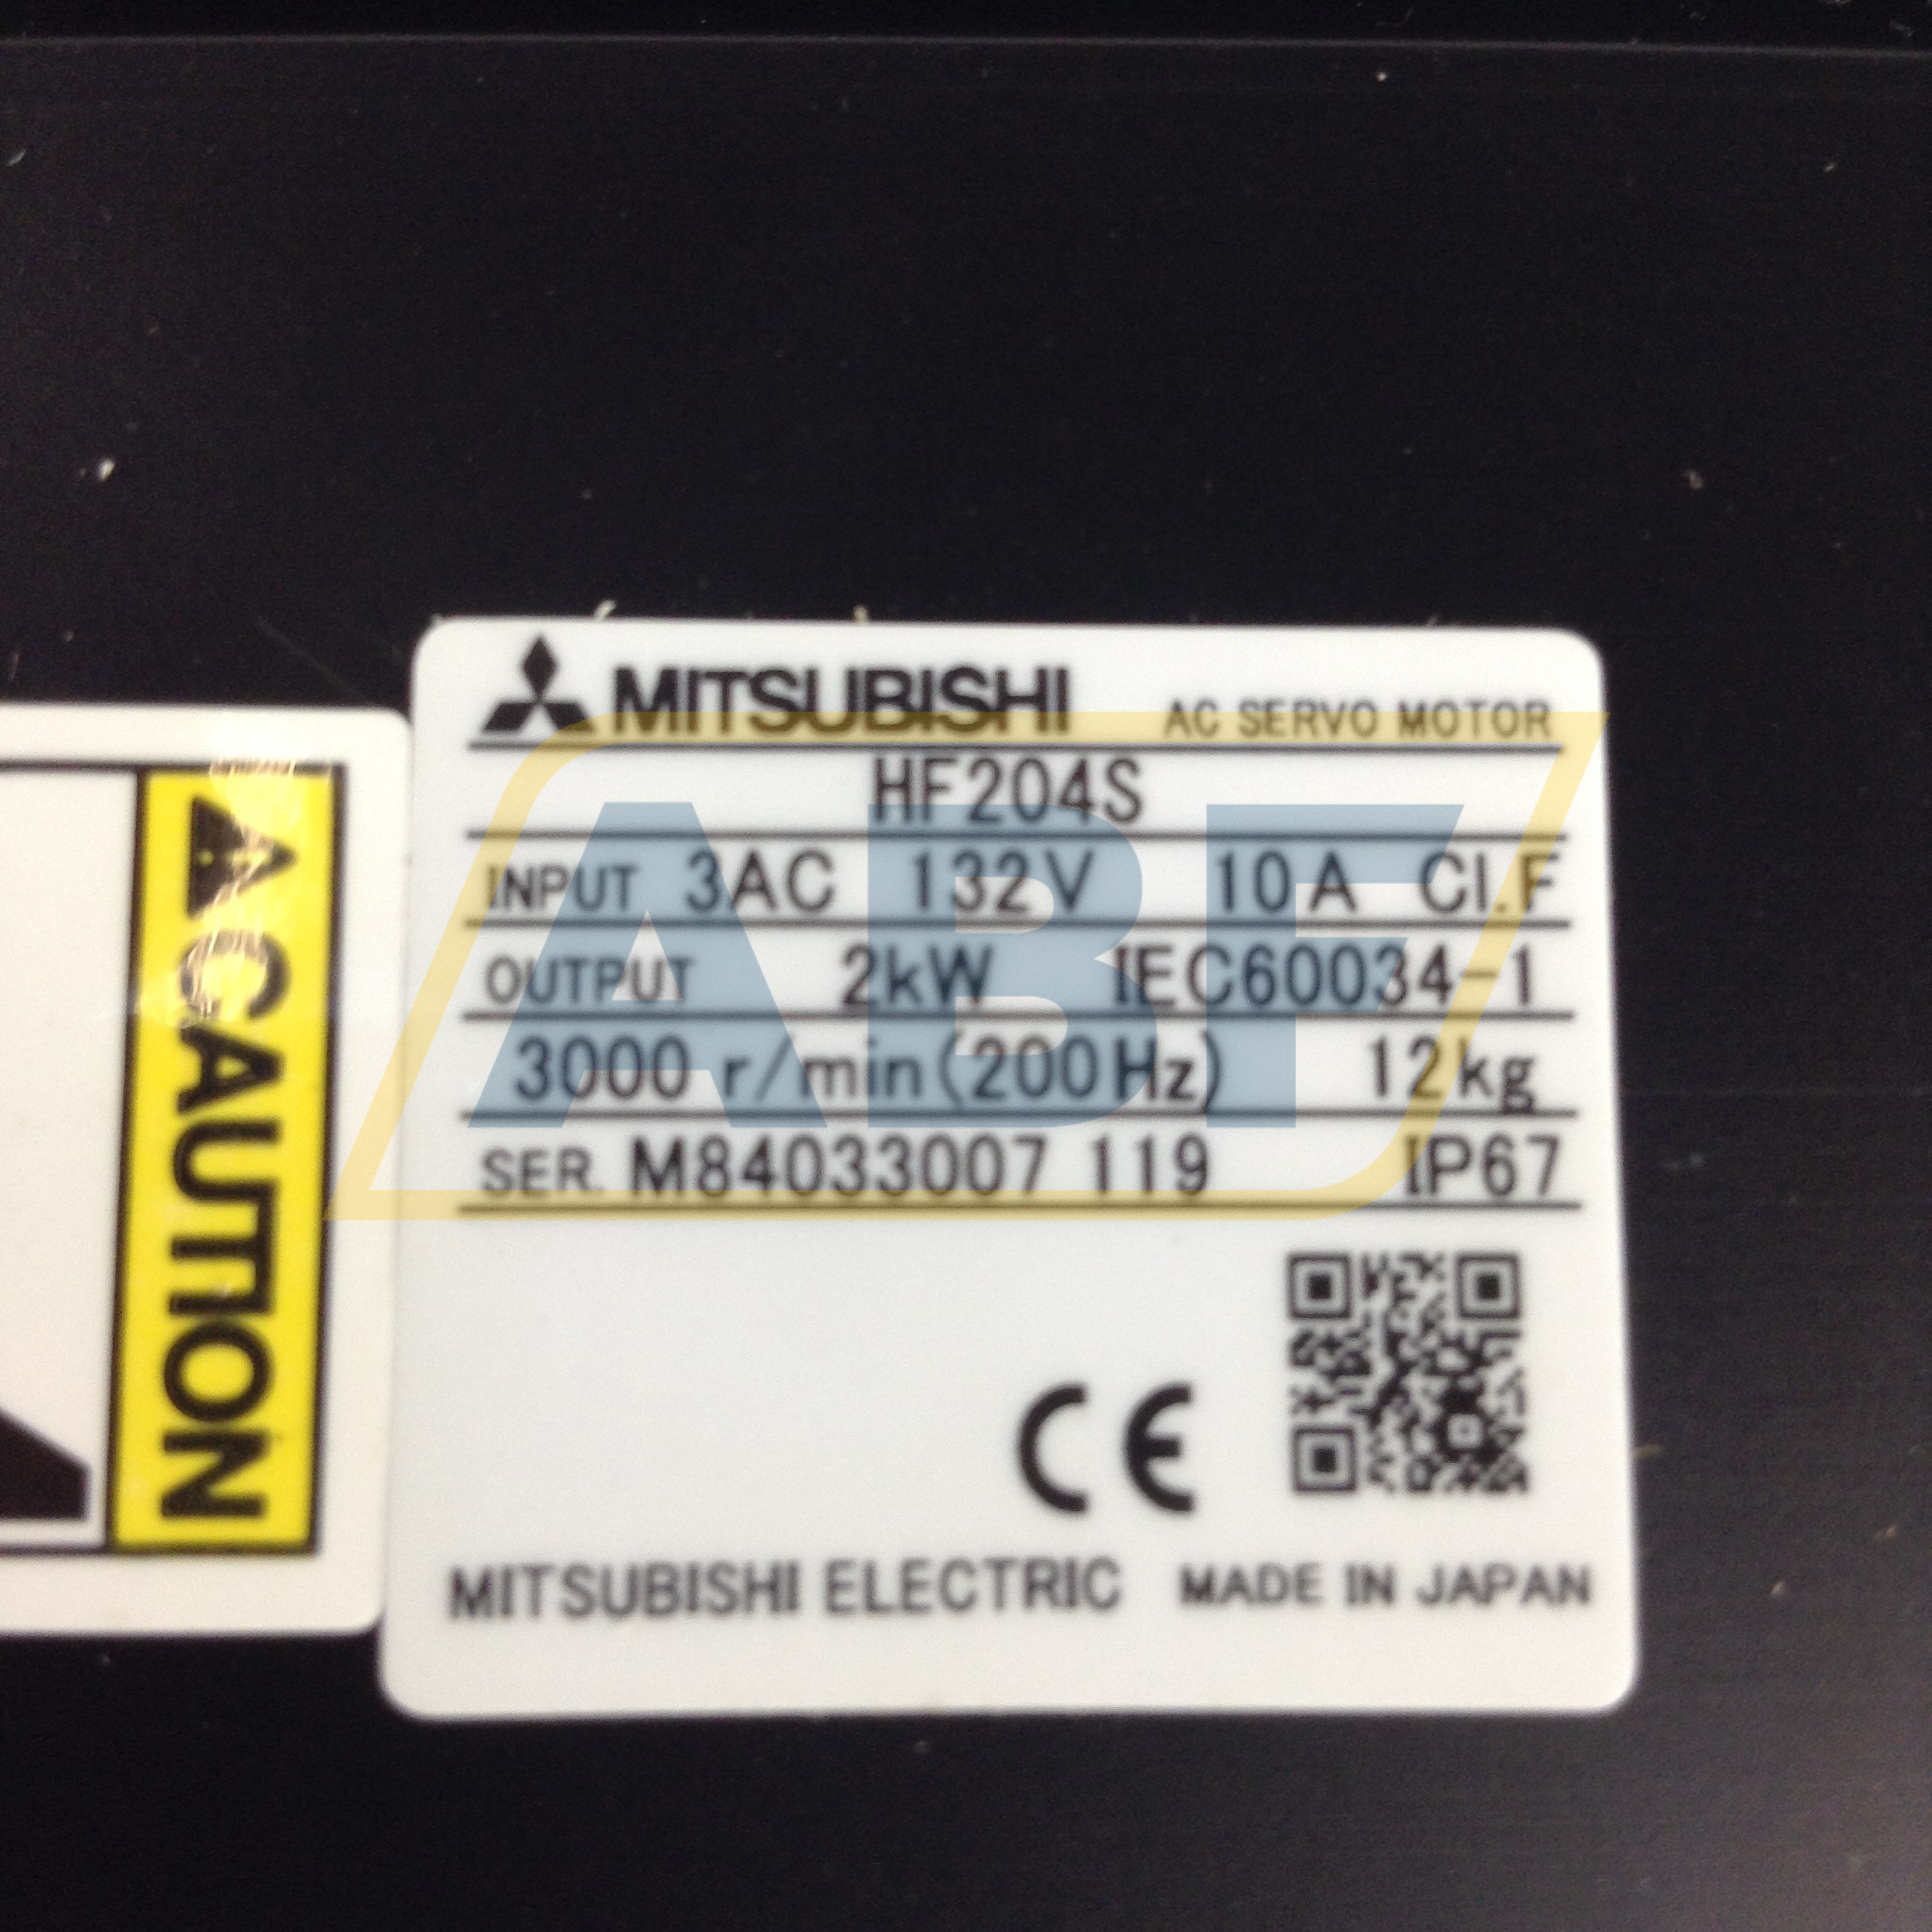 MITSUBISHI AC SERVO MOTOR
HF204S
INPUT 3AC 132V 10A Cl.F
OUTPUT 2kW IEC60034-1
3000 r/min(200Hz) 12kg
SER. M84033007 119 IP67
CE
MITSUBISHI ELECTRIC MADE IN JAPAN
CAUTION
ABF